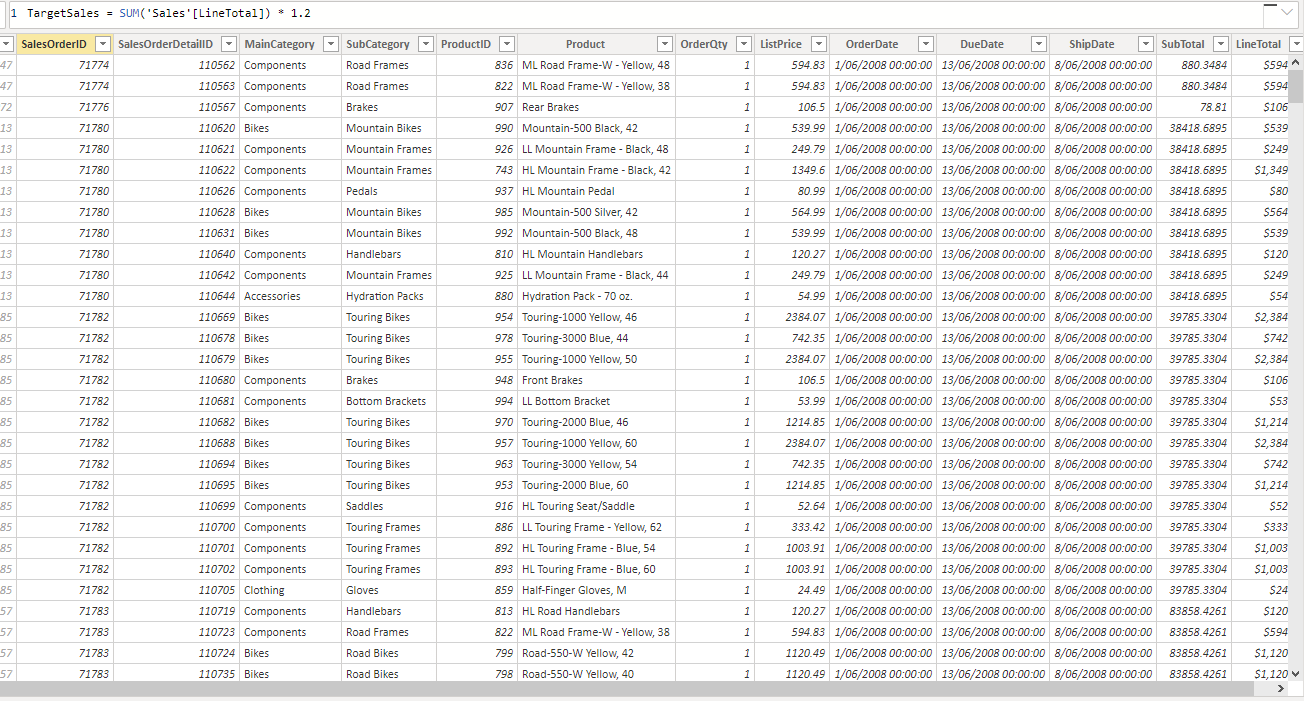 1 TargetSales = SUM('Sales'[LineTotal]) * 1.2
SalesOrderID SalesOrderDetailID MainCategory SubCategory ProductID Product OrderQty ListPrice OrderDate DueDate ShipDate SubTotal LineTotal
47 71774 110562 Components Road Frames 836 ML Road Frame-W - Yellow, 48 1 594.83 1/06/2008 00:00:00 13/06/2008 00:00:00 8/06/2008 00:00:00 880.3484 $594
47 71774 110563 Components Road Frames 822 ML Road Frame-W - Yellow, 38 1 594.83 1/06/2008 00:00:00 13/06/2008 00:00:00 8/06/2008 00:00:00 880.3484 $594
72 71776 110567 Components Brakes 907 Rear Brakes 1 106.5 1/06/2008 00:00:00 13/06/2008 00:00:00 8/06/2008 00:00:00 78.81 $106
13 71780 110620 Bikes Mountain Bikes 990 Mountain-500 Black, 42 1 539.99 1/06/2008 00:00:00 13/06/2008 00:00:00 8/06/2008 00:00:00 38418.6895 $539
13 71780 110621 Components Mountain Frames 926 LL Mountain Frame - Black, 48 1 249.79 1/06/2008 00:00:00 13/06/2008 00:00:00 8/06/2008 00:00:00 38418.6895 $249
13 71780 110622 Components Mountain Frames 743 HL Mountain Frame - Black, 42 1 1349.6 1/06/2008 00:00:00 13/06/2008 00:00:00 8/06/2008 00:00:00 38418.6895 $1,349
13 71780 110626 Components Pedals 937 HL Mountain Pedal 1 80.99 1/06/2008 00:00:00 13/06/2008 00:00:00 8/06/2008 00:00:00 38418.6895 $80
13 71780 110628 Bikes Mountain Bikes 985 Mountain-500 Silver, 42 1 564.99 1/06/2008 00:00:00 13/06/2008 00:00:00 8/06/2008 00:00:00 38418.6895 $564
13 71780 110631 Bikes Mountain Bikes 992 Mountain-500 Black, 48 1 539.99 1/06/2008 00:00:00 13/06/2008 00:00:00 8/06/2008 00:00:00 38418.6895 $539
13 71780 110640 Components Handlebars 810 HL Mountain Handlebars 1 120.27 1/06/2008 00:00:00 13/06/2008 00:00:00 8/06/2008 00:00:00 38418.6895 $120
13 71780 110642 Components Mountain Frames 925 LL Mountain Frame - Black, 44 1 249.79 1/06/2008 00:00:00 13/06/2008 00:00:00 8/06/2008 00:00:00 38418.6895 $249
13 71780 110644 Accessories Hydration Packs 880 Hydration Pack - 70 oz. 1 54.99 1/06/2008 00:00:00 13/06/2008 00:00:00 8/06/2008 00:00:00 38418.6895 $54
85 71782 110669 Bikes Touring Bikes 954 Touring-1000 Yellow, 46 1 2384.07 1/06/2008 00:00:00 13/06/2008 00:00:00 8/06/2008 00:00:00 39785.3304 $2,384
85 71782 110678 Bikes Touring Bikes 978 Touring-3000 Blue, 44 1 742.35 1/06/2008 00:00:00 13/06/2008 00:00:00 8/06/2008 00:00:00 39785.3304 $742
85 71782 110679 Bikes Touring Bikes 955 Touring-1000 Yellow, 50 1 2384.07 1/06/2008 00:00:00 13/06/2008 00:00:00 8/06/2008 00:00:00 39785.3304 $2,384
85 71782 110680 Components Brakes 948 Front Brakes 1 106.5 1/06/2008 00:00:00 13/06/2008 00:00:00 8/06/2008 00:00:00 39785.3304 $106
85 71782 110681 Components Bottom Brackets 994 LL Bottom Bracket 1 53.99 1/06/2008 00:00:00 13/06/2008 00:00:00 8/06/2008 00:00:00 39785.3304 $53
85 71782 110682 Bikes Touring Bikes 970 Touring-2000 Blue, 46 1 1214.85 1/06/2008 00:00:00 13/06/2008 00:00:00 8/06/2008 00:00:00 39785.3304 $1,214
85 71782 110688 Bikes Touring Bikes 957 Touring-1000 Yellow, 60 1 2384.07 1/06/2008 00:00:00 13/06/2008 00:00:00 8/06/2008 00:00:00 39785.3304 $2,384
85 71782 110694 Bikes Touring Bikes 963 Touring-3000 Yellow, 54 1 742.35 1/06/2008 00:00:00 13/06/2008 00:00:00 8/06/2008 00:00:00 39785.3304 $742
85 71782 110695 Bikes Touring Bikes 953 Touring-2000 Blue, 60 1 1214.85 1/06/2008 00:00:00 13/06/2008 00:00:00 8/06/2008 00:00:00 39785.3304 $1,214
85 71782 110699 Components Saddles 916 HL Touring Seat/Saddle 1 52.64 1/06/2008 00:00:00 13/06/2008 00:00:00 8/06/2008 00:00:00 39785.3304 $52
85 71782 110700 Components Touring Frames 886 LL Touring Frame - Yellow, 62 1 333.42 1/06/2008 00:00:00 13/06/2008 00:00:00 8/06/2008 00:00:00 39785.3304 $333
85 71782 110701 Components Touring Frames 892 HL Touring Frame - Blue, 54 1 1003.91 1/06/2008 00:00:00 13/06/2008 00:00:00 8/06/2008 00:00:00 39785.3304 $1,003
85 71782 110702 Components Touring Frames 893 HL Touring Frame - Blue, 60 1 1003.91 1/06/2008 00:00:00 13/06/2008 00:00:00 8/06/2008 00:00:00 39785.3304 $1,003
85 71782 110705 Clothing Gloves 859 Half-Finger Gloves, M 1 24.49 1/06/2008 00:00:00 13/06/2008 00:00:00 8/06/2008 00:00:00 39785.3304 $24
57 71783 110719 Components Handlebars 813 HL Road Handlebars 1 120.27 1/06/2008 00:00:00 13/06/2008 00:00:00 8/06/2008 00:00:00 83858.4261 $120
57 71783 110723 Components Road Frames 822 ML Road Frame-W - Yellow, 38 1 594.83 1/06/2008 00:00:00 13/06/2008 00:00:00 8/06/2008 00:00:00 83858.4261 $594
57 71783 110724 Bikes Road Bikes 799 Road-550-W Yellow, 42 1 1120.49 1/06/2008 00:00:00 13/06/2008 00:00:00 8/06/2008 00:00:00 83858.4261 $1,120
57 71783 110735 Bikes Road Bikes 798 Road-550-W Yellow, 40 1 1120.49 1/06/2008 00:00:00 13/06/2008 00:00:00 8/06/2008 00:00:00 83858.4261 $1,120